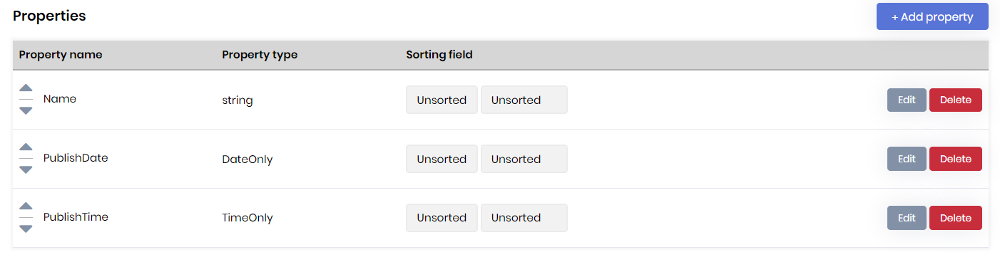 Properties
+ Add property
Property name Property type Sorting field
Name string Unsorted Unsorted Edit Delete
PublishDate DateOnly Unsorted Unsorted Edit Delete
PublishTime TimeOnly Unsorted Unsorted Edit Delete